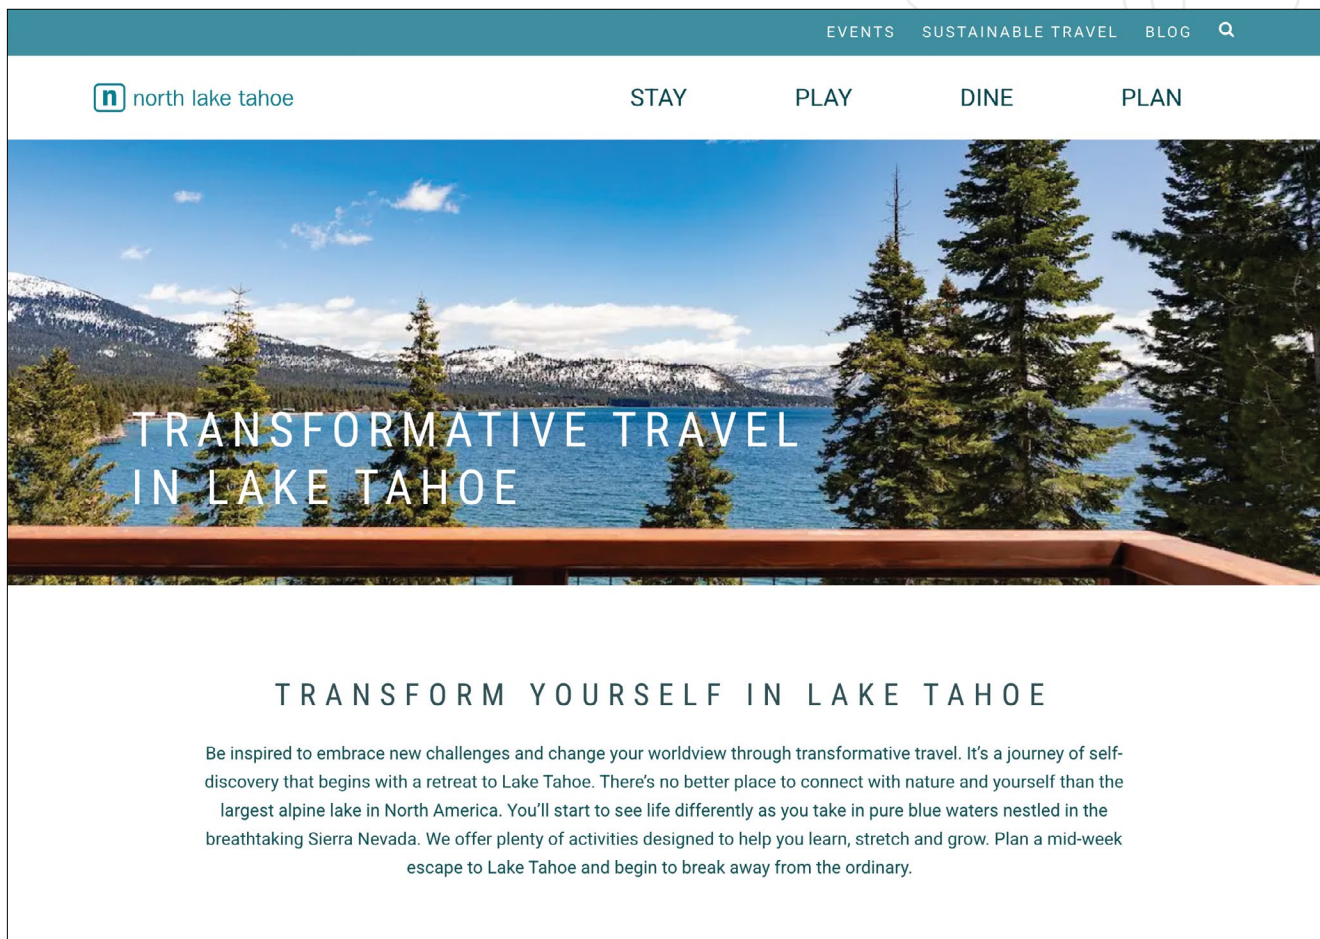 EVENTS SUSTAINABLE TRAVEL BLOG
n north lake tahoe STAY PLAY DINE PLAN
TRANSFORMATIVE TRAVEL
IN LAKE TAHOE
TRANSFORM YOURSELF IN LAKE TAHOE
Be inspired to embrace new challenges and change your worldview through transformative travel. It's a journey of self-
discovery that begins with a retreat to Lake Tahoe. There's no better place to connect with nature and yourself than the
largest alpine lake in North America. You'll start to see life differently as you take in pure blue waters nestled in the
breathtaking Sierra Nevada. We offer plenty of activities designed to help you learn, stretch and grow. Plan a mid-week
escape to Lake Tahoe and begin to break away from the ordinary.